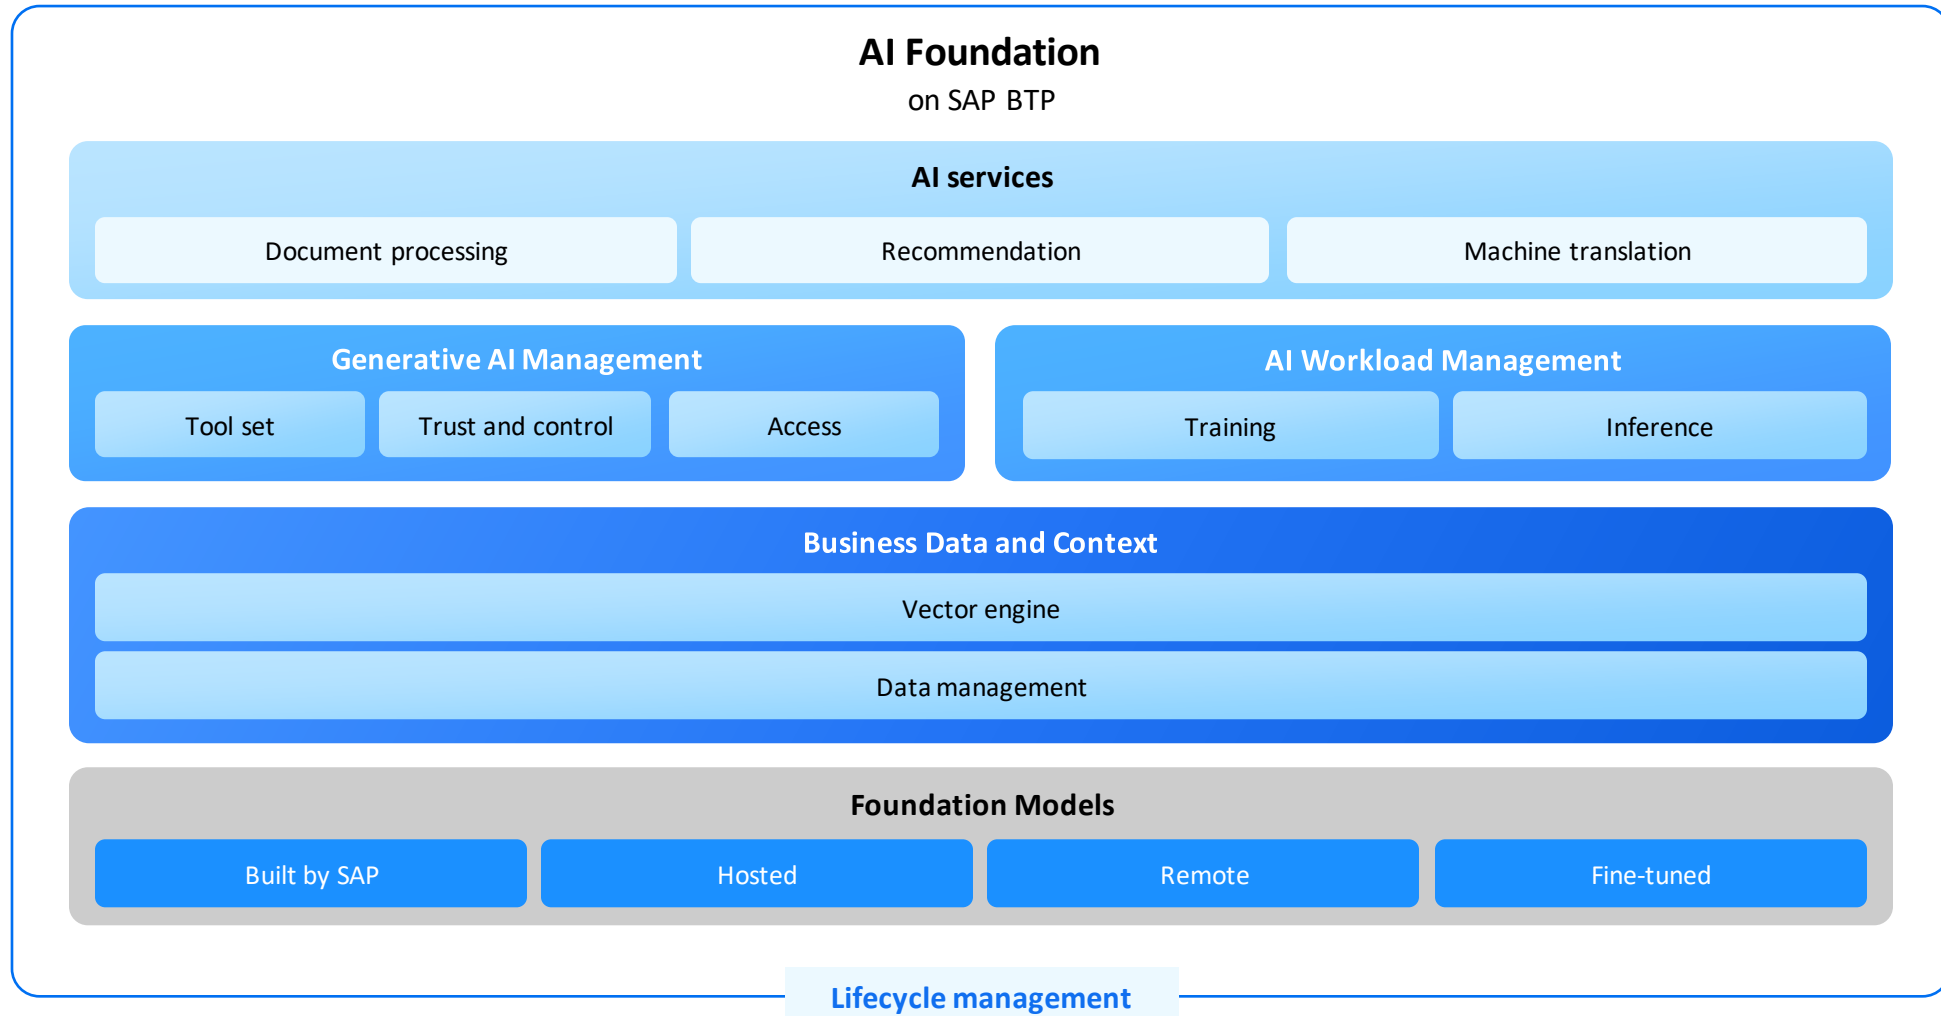 AI Foundation
on SAP BTP
AI services
Document processing
Recommendation
Machine translation
Generative AI Management
Tool set
Trust and control
Access
AI Workload Management
Training
Inference
Business Data and Context
Vector engine
Data management
Foundation Models
Built by SAP
Hosted
Remote
Fine-tuned
Lifecycle management